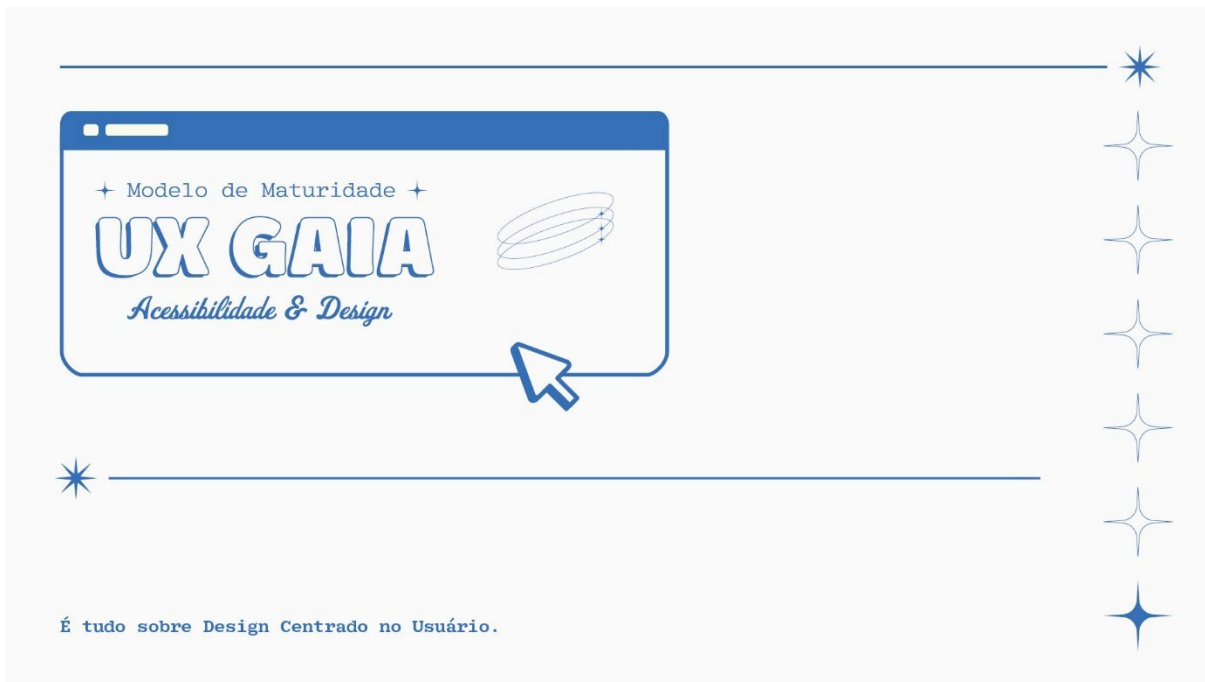 Modelo de Maturidade
UX GAIA
Acessibilidade & Design
É tudo sobre Design Centrado no Usuário.